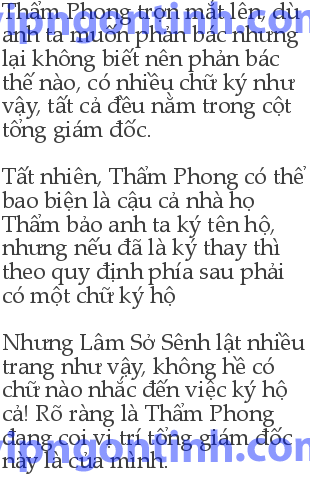 Thẩm Phong trợn mắt lên, dù
anh ta muốn phản bác nhưng
lại không biết nên phản bác
thế nào, có nhiều chữ ký như
vậy, tất cả đều nằm trong cột
tổng giám đốc.
Tất nhiên, Thẩm Phong có thể
bao biện là cậu cả nhà họ
Thẩm bảo anh ta ký tên hộ,
nhưng nếu đã là ký thay thì
theo quy định phía sau phải
có một chữ ký hộ
Nhưng Lâm Sở Sênh lật nhiều
trang như vậy, không hề có
chữ nào nhắc đến việc ký hộ
cả! Rõ ràng là Thẩm Phong
đang coi vị trí tổng giám đốc
này là của mình.
vipngontinh.com
vipngontinh.com